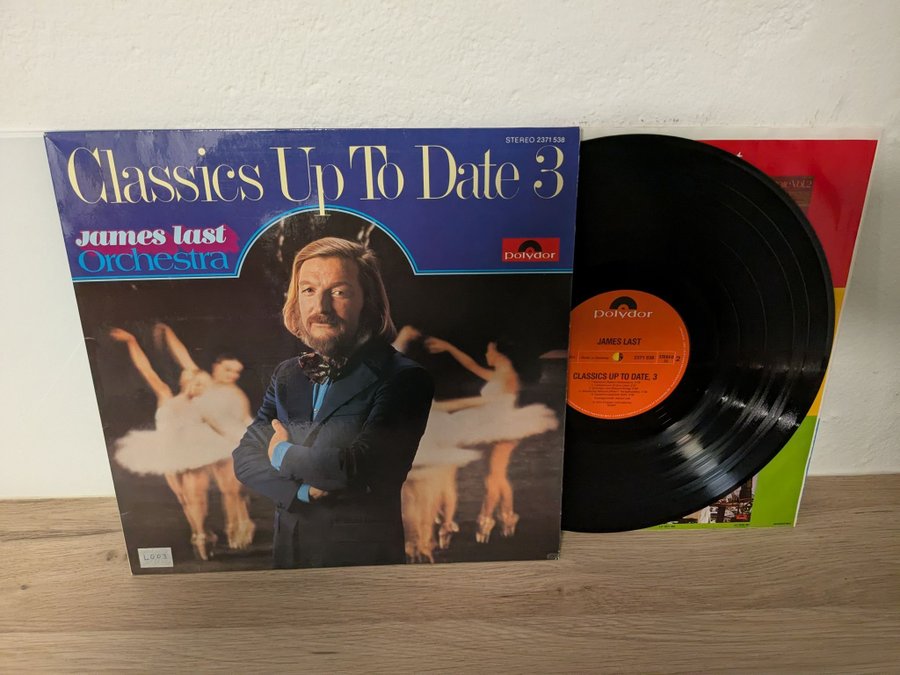 STEREO 2371 538
Classics Up To Date 3
james last
Orchestra
polydor
L003
polydor
JAMES LAST
2371 538
STEREO
2
CLASSICS UP TO DATE, 3